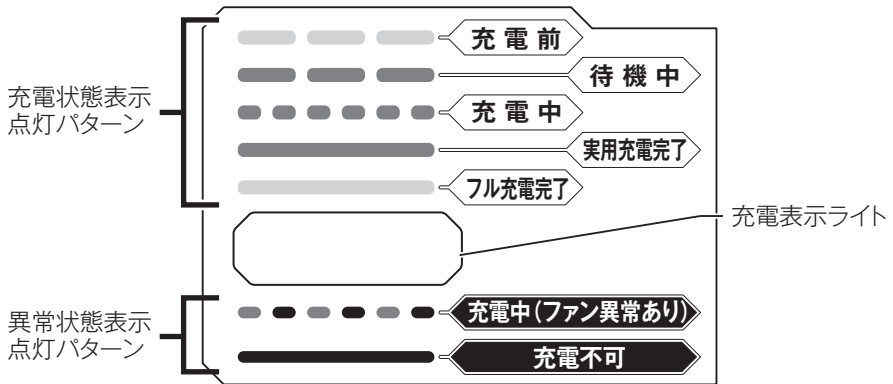 充電前
待機中
充電状態表示
点灯パターン
充電中
実用充電完了
フル充電完了
充電表示ライト
異常状態表示
点灯パターン
充電中(ファン異常あり)
充電不可